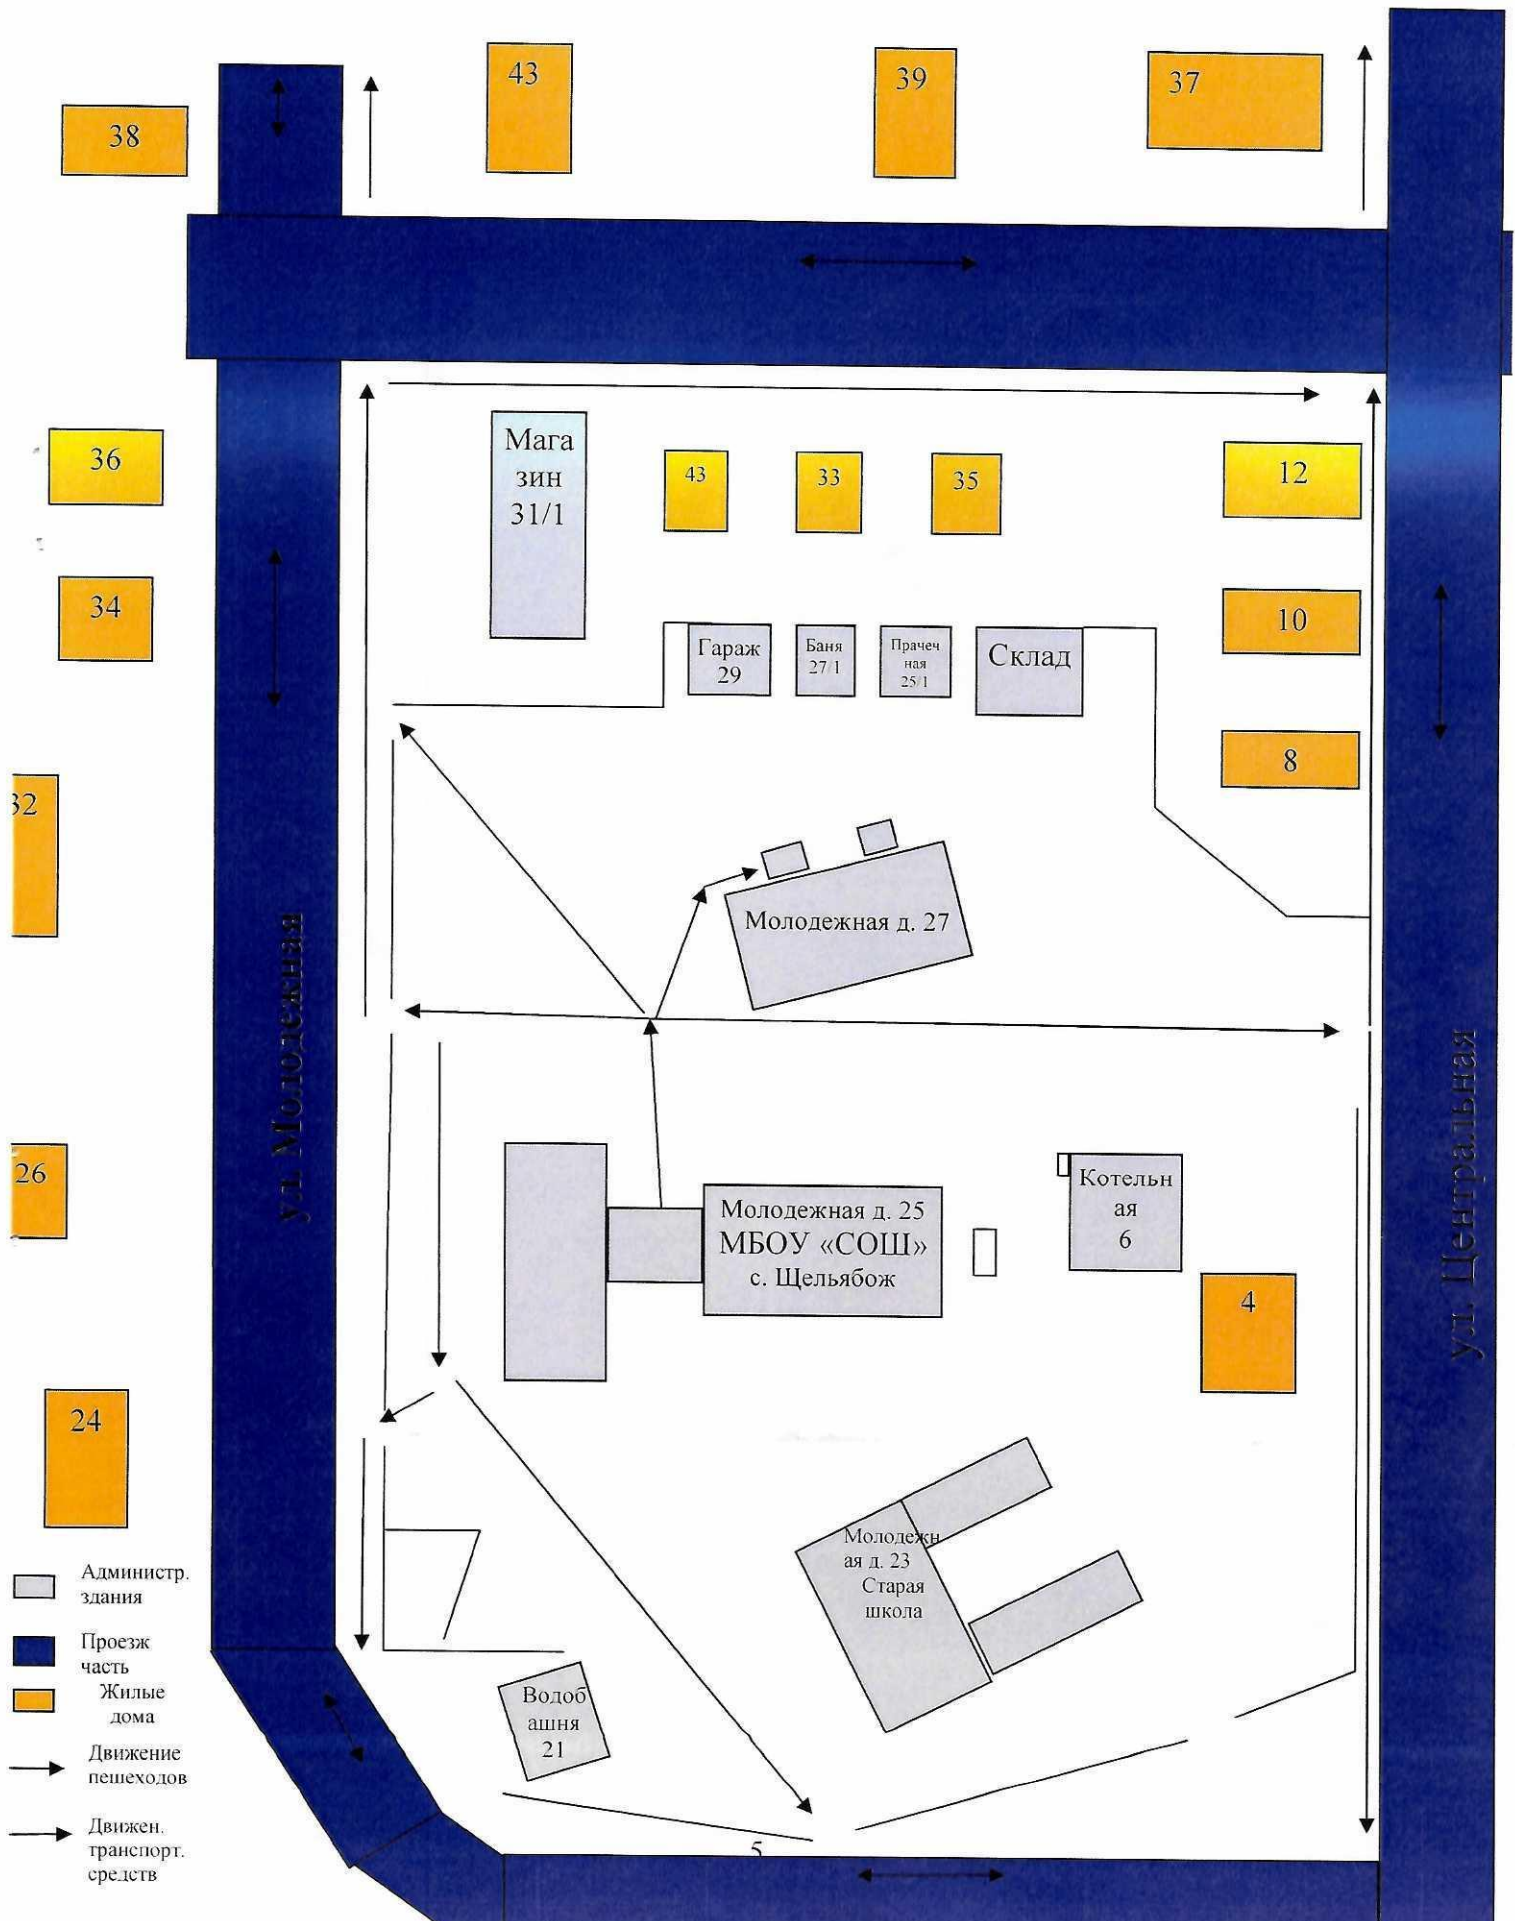 43
39
37
38
36
Мага
зин
31/1
43
33
35
12
34
10
Гараж
29
Баня
27/1
Прачеч
ная
25/1
Склад
8
32
Молодежная д. 27
ул. Молодежная
ул. Центральная
26
Молодежная д. 25
МБОУ «СОШ»
с. Щельябож
Котельн
ая
6
4
24
Молодежн
ая д. 23
Старая
школа
Водоб
ашня
21
Администр.
здания
Проезж
часть
Жилые
дома
Движение
пешеходов
Движен.
транспорт.
средств
5